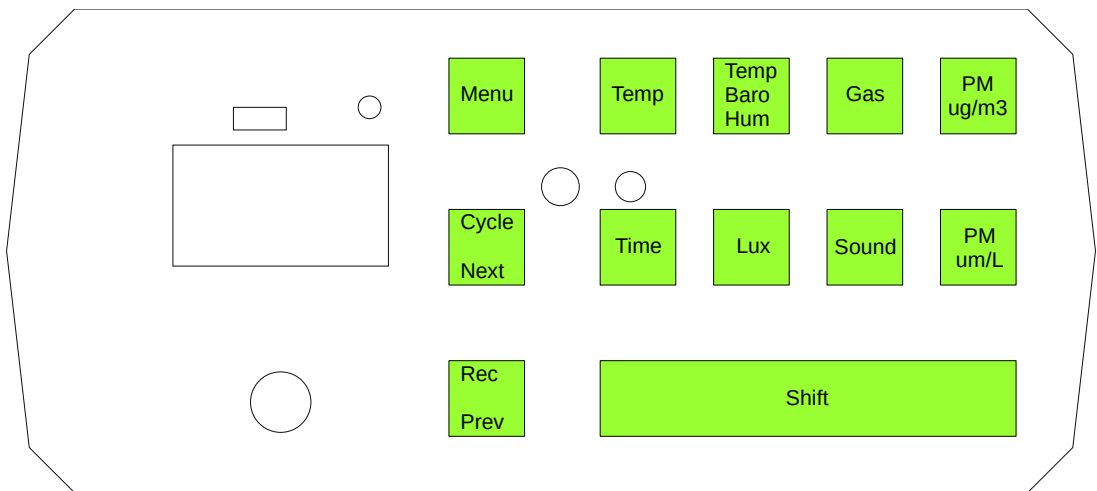 Menu
Temp
Temp
Baro
Hum
Gas
PM
ug/m3
Cycle
Next
Time
Lux
Sound
PM
um/L
Rec
Prev
Shift